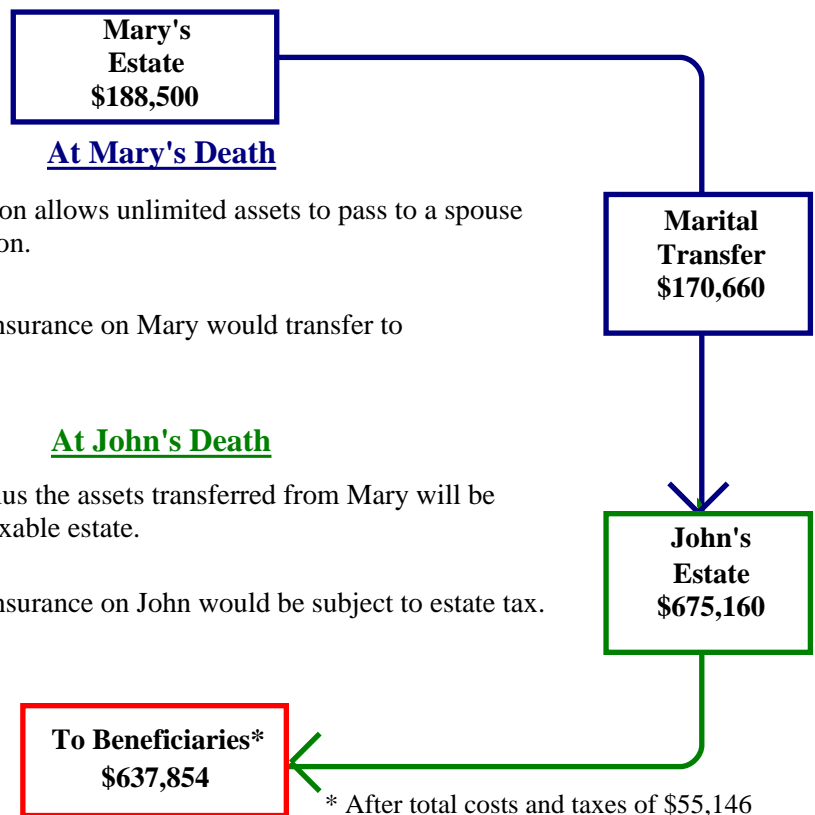 Mary's
Estate
$188,500
At Mary's Death
on allows unlimited assets to pass to a spouse
on.
Marital
Transfer
$170,660
nsurance on Mary would transfer to
At John's Death
lus the assets transferred from Mary will be
xable estate.
John's
Estate
$675,160
nsurance on John would be subject to estate tax.
To Beneficiaries*
$637,854
* After total costs and taxes of $55,146